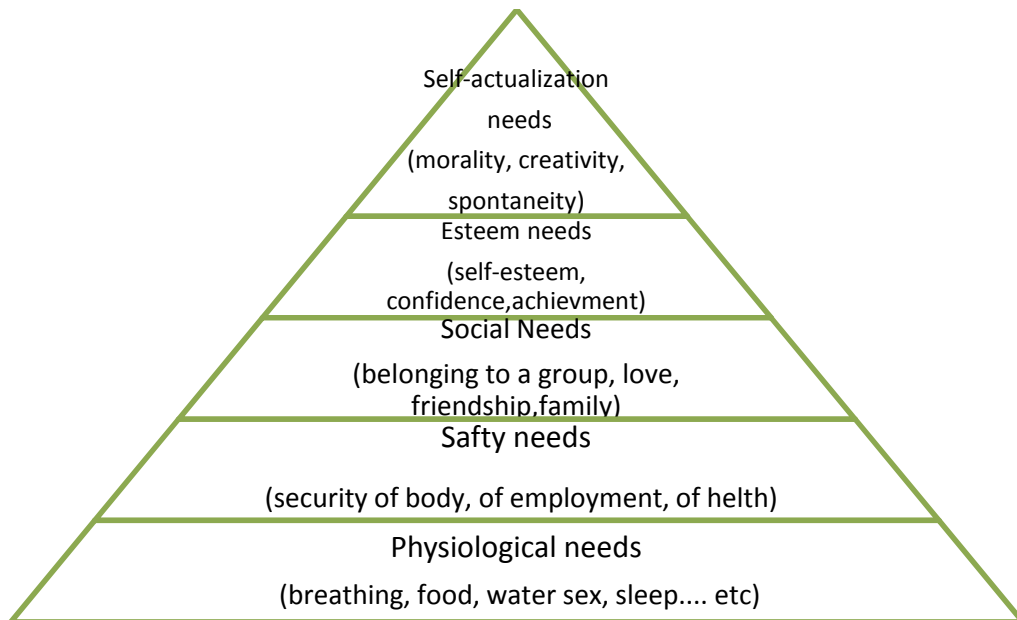 Self-actualization
needs
(morality, creativity,
spontaneity)
Esteem needs
(self-esteem,
confidence,achievment)
Social Needs
(belonging to a group, love,
friendship,family)
Safty needs
(security of body, of employment, of helth)
Physiological needs
(breathing, food, water sex, sleep.... etc)